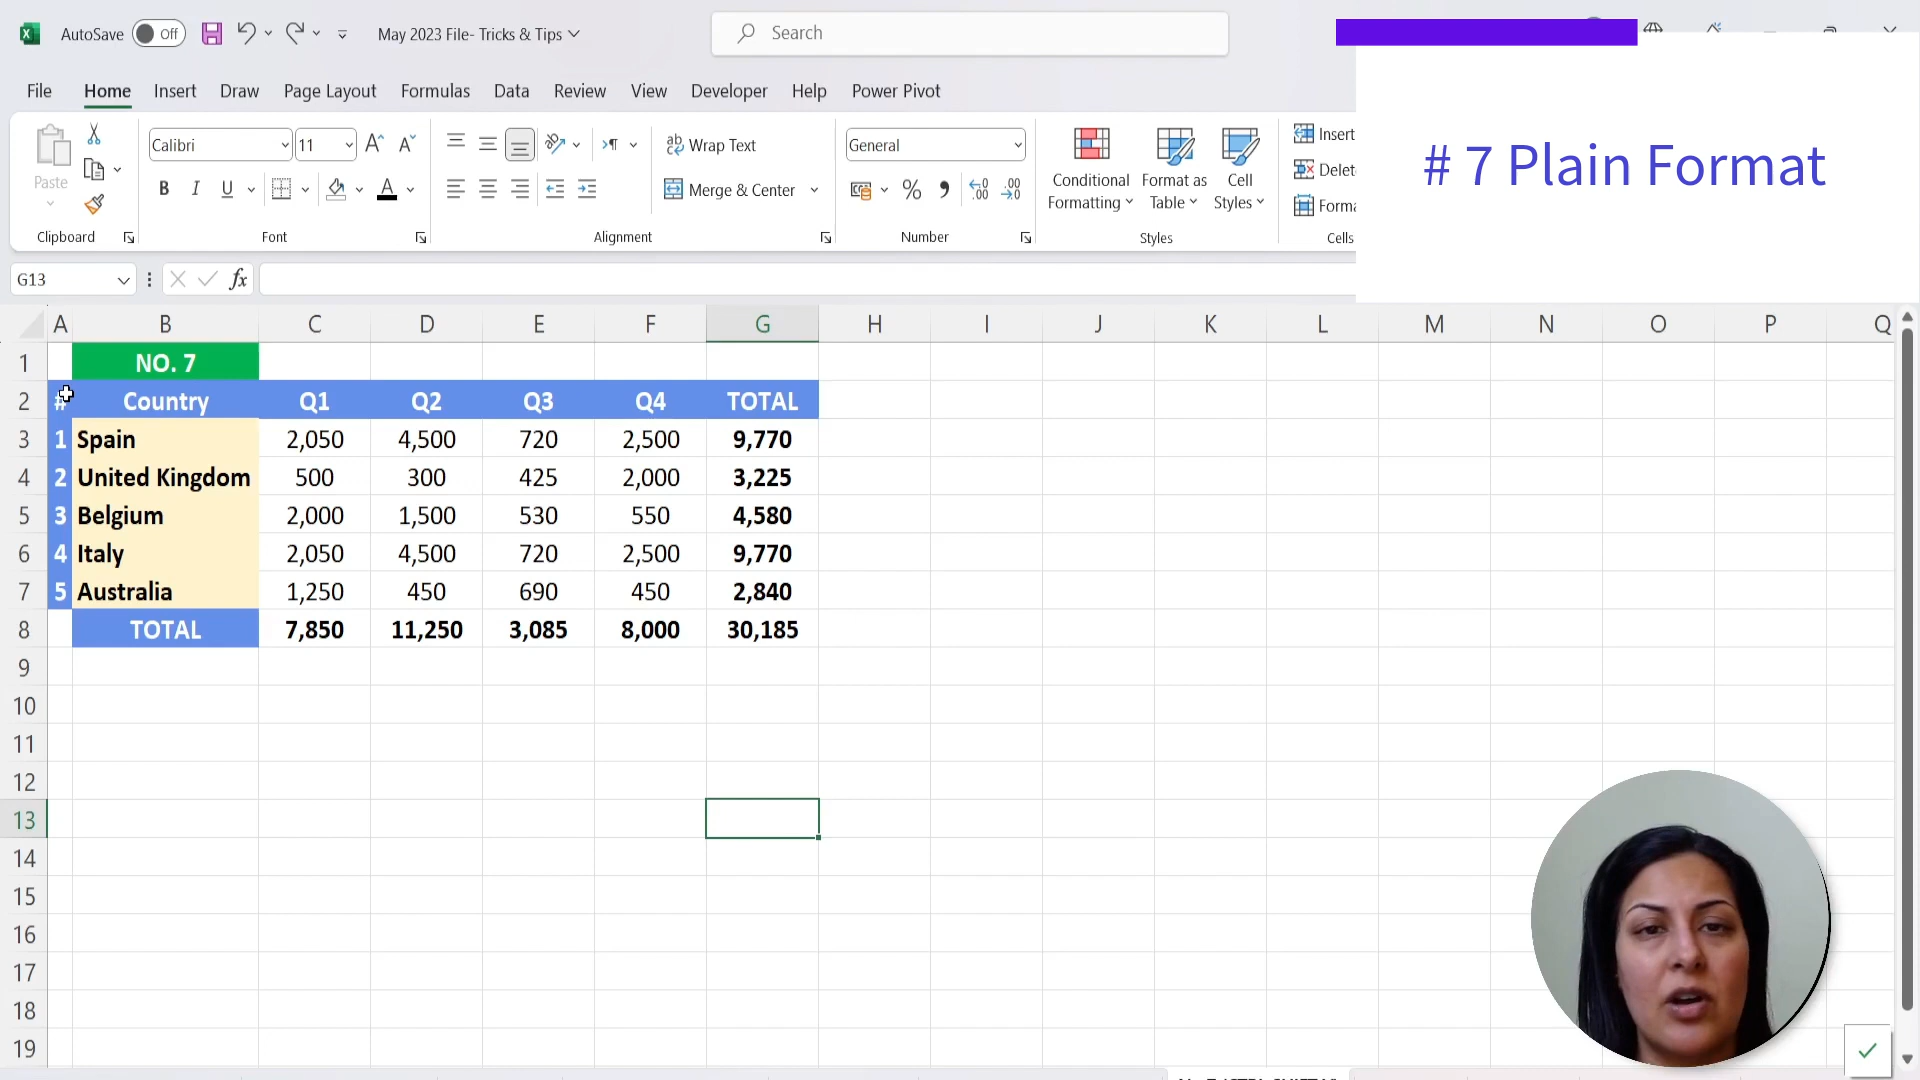 AutoSave Off May 2023 File- Tricks & Tips Search
File Home Insert Draw Page Layout Formulas Data Review View Developer Help Power Pivot
# 7 Plain Format
Paste
Calibri 11
B I U
Wrap Text
Merge & Center
General
Conditional Formatting
Format as Table
Cell Styles
Insert
Delet
Forma
Clipboard Font Alignment Number Styles Cells
G13 fx
A B C D E F G H I J K L M N O P Q
1 NO. 7
2 # Country Q1 Q2 Q3 Q4 TOTAL
3 1 Spain 2,050 4,500 720 2,500 9,770
4 2 United Kingdom 500 300 425 2,000 3,225
5 3 Belgium 2,000 1,500 530 550 4,580
6 4 Italy 2,050 4,500 720 2,500 9,770
7 5 Australia 1,250 450 690 450 2,840
8 TOTAL 7,850 11,250 3,085 8,000 30,185
9
10
11
12
13
14
15
16
17
18
19